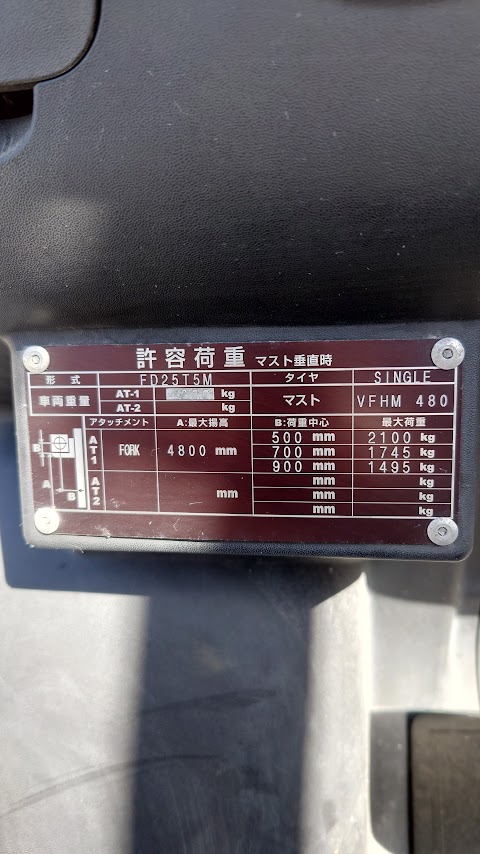 許容荷重 マスト垂直時
形式 FD25T5M タイヤ SINGLE
車両重量 AT-1 kg マスト VFHM 480
AT-2 kg
アタッチメント A:最大揚高 B:荷重中心 最大荷重
AT1 FORK 4800 mm 500 mm 2100 kg
700 mm 1745 kg
900 mm 1495 kg
AT2 mm mm kg
mm kg
mm kg
B
A
B